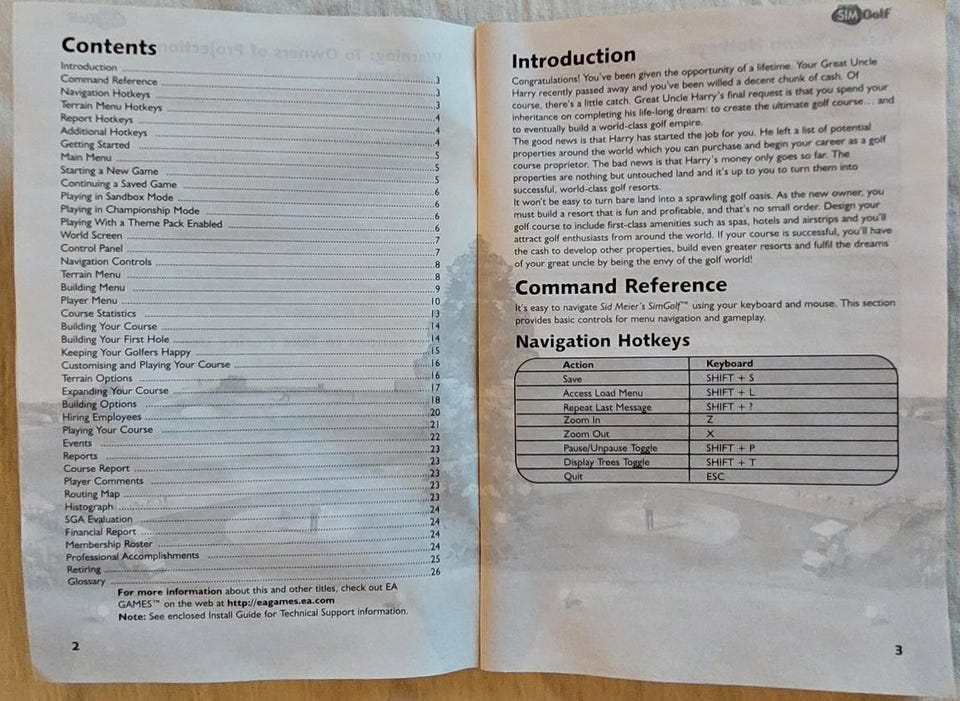 Contents
Introduction ........ 3
Command Reference ........ 3
Navigation Hotkeys ........ 3
Terrain Menu Hotkeys ........ 4
Report Hotkeys ........ 4
Additional Hotkeys ........ 4
Getting Started ........ 5
Main Menu ........ 5
Starting a New Game ........ 5
Continuing a Saved Game ........ 6
Playing in Sandbox Mode ........ 6
Playing in Championship Mode ........ 6
Playing With a Theme Pack Enabled ........ 6
World Screen ........ 7
Control Panel ........ 7
Navigation Controls ........ 8
Terrain Menu ........ 8
Building Menu ........ 9
Player Menu ........ 10
Course Statistics ........ 13
Building Your Course ........ 14
Building Your First Hole ........ 14
Keeping Your Golfers Happy ........ 15
Customising and Playing Your Course ........ 16
Terrain Options ........ 16
Expanding Your Course ........ 17
Building Options ........ 18
Hiring Employees ........ 20
Playing Your Course ........ 21
Events ........ 22
Reports ........ 23
Course Report ........ 23
Player Comments ........ 23
Routing Map ........ 23
Histograph ........ 23
SGA Evaluation ........ 24
Financial Report ........ 24
Membership Roster ........ 24
Professional Accomplishments ........ 24
Retiring ........ 25
Glossary ........ 26
For more information about this and other titles, check out EA
GAMES™ on the web at http://eagames.ea.com
Note: See enclosed Install Guide for Technical Support information.
2
SIM Golf
Introduction
Congratulations! You've been given the opportunity of a lifetime. Your Great Uncle
Harry recently passed away and you've been willed a decent chunk of cash. Of
course, there's a little catch. Great Uncle Harry's final request is that you spend your
inheritance on completing his life-long dream: to create the ultimate golf course… and
to eventually build a world-class golf empire.
The good news is that Harry has started the job for you. He left a list of potential
properties around the world which you can purchase and begin your career as a golf
course proprietor. The bad news is that Harry's money only goes so far. The
properties are nothing but untouched land and it's up to you to turn them into
successful, world-class golf resorts.
It won't be easy to turn bare land into a sprawling golf oasis. As the new owner, you
must build a resort that is fun and profitable, and that's no small order. Design your
golf course to include first-class amenities such as spas, hotels and airstrips and you'll
attract golf enthusiasts from around the world. If your course is successful, you'll have
the cash to develop other properties, build even greater resorts and fulfil the dreams
of your great uncle by being the envy of the golf world!
Command Reference
It's easy to navigate Sid Meier's SimGolf™ using your keyboard and mouse. This section
provides basic controls for menu navigation and gameplay.
Navigation Hotkeys
Action Keyboard
Save SHIFT + S
Access Load Menu SHIFT + L
Repeat Last Message SHIFT + ?
Zoom In Z
Zoom Out X
Pause/Unpause Toggle SHIFT + P
Display Trees Toggle SHIFT + T
Quit ESC
3